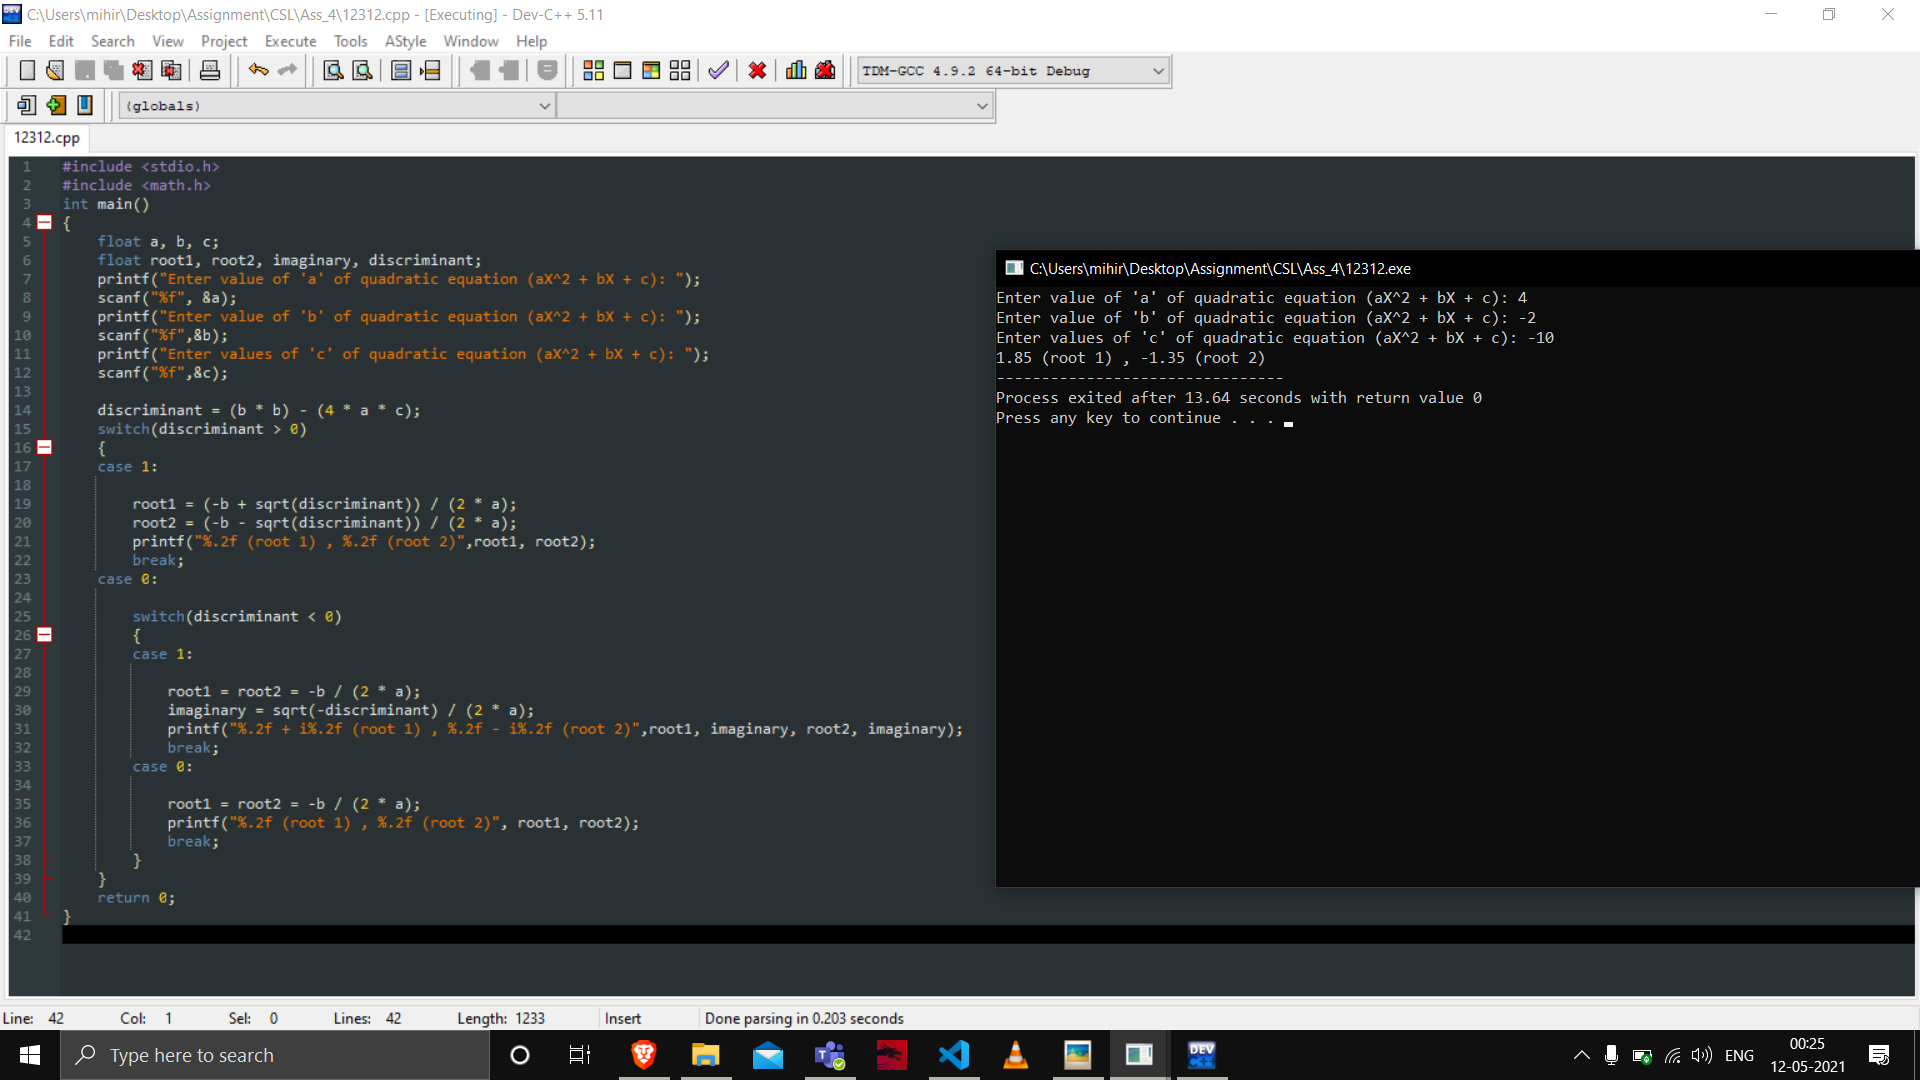 C:\Users\mihir\Desktop\Assignment\CSL\Ass_4\12312.cpp - [Executing] - Dev-C++ 5.11
File Edit Search View Project Execute Tools AStyle Window Help
TDM-GCC 4.9.2 64-bit Debug
(globals)
12312.cpp
1 #include <stdio.h>
2 #include <math.h>
3 int main()
4 {
5 float a, b, c;
6 float root1, root2, imaginary, discriminant;
7 printf("Enter value of 'a' of quadratic equation (aX^2 + bX + c): ");
8 scanf("%f", &a);
9 printf("Enter value of 'b' of quadratic equation (aX^2 + bX + c): ");
10 scanf("%f",&b);
11 printf("Enter values of 'c' of quadratic equation (aX^2 + bX + c): ");
12 scanf("%f",&c);
13
14 discriminant = (b * b) - (4 * a * c);
15 switch(discriminant > 0)
16 {
17 case 1:
18
19 root1 = (-b + sqrt(discriminant)) / (2 * a);
20 root2 = (-b - sqrt(discriminant)) / (2 * a);
21 printf("%.2f (root 1) , %.2f (root 2)",root1, root2);
22 break;
23 case 0:
24
25 switch(discriminant < 0)
26 {
27 case 1:
28
29 root1 = root2 = -b / (2 * a);
30 imaginary = sqrt(-discriminant) / (2 * a);
31 printf("%.2f + i%.2f (root 1) , %.2f - i%.2f (root 2)",root1, imaginary, root2, imaginary);
32 break;
33 case 0:
34
35 root1 = root2 = -b / (2 * a);
36 printf("%.2f (root 1) , %.2f (root 2)", root1, root2);
37 break;
38 }
39 }
40 return 0;
41 }
42
C:\Users\mihir\Desktop\Assignment\CSL\Ass_4\12312.exe
Enter value of 'a' of quadratic equation (aX^2 + bX + c): 4
Enter value of 'b' of quadratic equation (aX^2 + bX + c): -2
Enter values of 'c' of quadratic equation (aX^2 + bX + c): -10
1.85 (root 1) , -1.35 (root 2)
--------------------------------
Process exited after 13.64 seconds with return value 0
Press any key to continue . . .
Line: 42 Col: 1 Sel: 0 Lines: 42 Length: 1233 Insert Done parsing in 0.203 seconds
Type here to search
DEV
ENG
00:25
12-05-2021